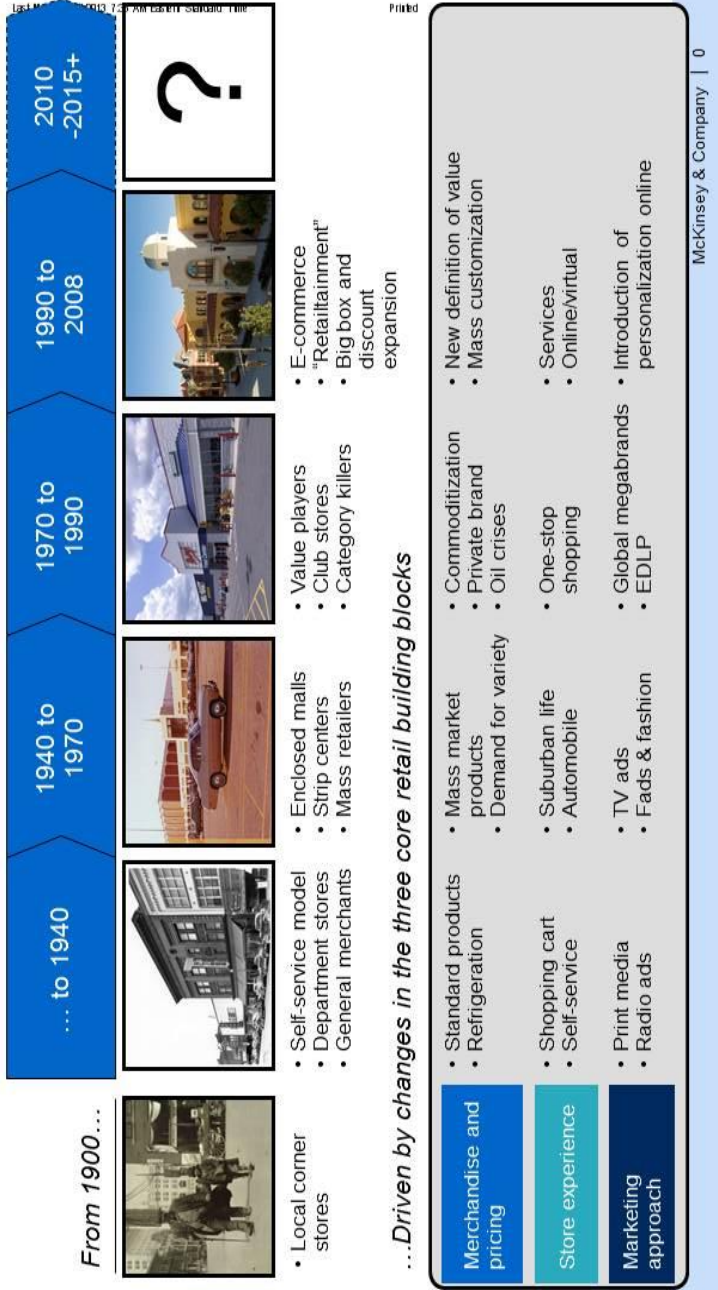 Printed
From 1900…
… to 1940
1940 to
1970
1970 to
1990
1990 to
2008
2010
-2015+
?
• Local corner
stores
• Self-service model
• Department stores
• General merchants
• Enclosed malls
• Strip centers
• Mass retailers
• Value players
• Club stores
• Category killers
• E-commerce
• “Retailtainment”
• Big box and
discount
expansion
…Driven by changes in the three core retail building blocks
Merchandise and
pricing
• Standard products
• Refrigeration
• Mass market
products
• Demand for variety
• Commoditization
• Private brand
• Oil crises
• New definition of value
• Mass customization
Store experience
• Shopping cart
• Self-service
• Suburban life
• Automobile
• One-stop
shopping
• Services
• Online/virtual
Marketing
approach
• Print media
• Radio ads
• TV ads
• Fads & fashion
• Global megabrands
• EDLP
• Introduction of
personalization online
McKinsey & Company | 0